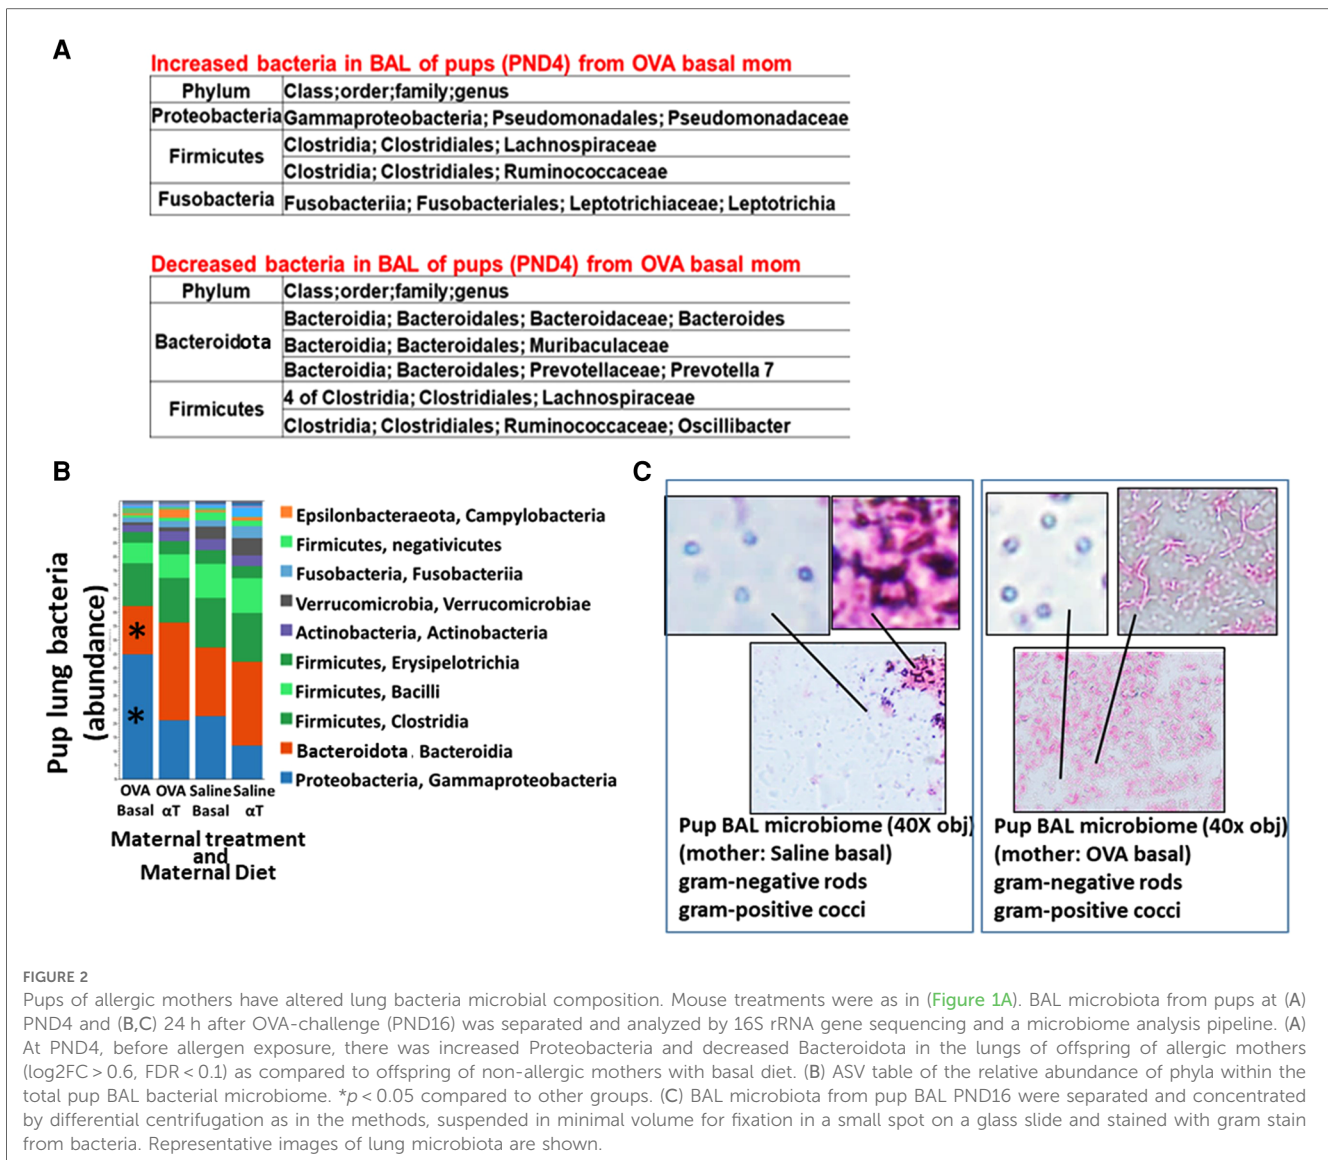 A
Increased bacteria in BAL of pups (PND4) from OVA basal mom
Phylum Class;order;family;genus
Proteobacteria Gammaproteobacteria; Pseudomonadales; Pseudomonadaceae
Firmicutes
Clostridia; Clostridiales; Lachnospiraceae
Clostridia; Clostridiales; Ruminococcaceae
Fusobacteria Fusobacteriia; Fusobacteriales; Leptotrichiaceae; Leptotrichia
Decreased bacteria in BAL of pups (PND4) from OVA basal mom
Phylum Class;order;family;genus
Bacteroidota
Bacteroidia; Bacteroidales; Bacteroidaceae; Bacteroides
Bacteroidia; Bacteroidales; Muribaculaceae
Bacteroidia; Bacteroidales; Prevotellaceae; Prevotella 7
Firmicutes
4 of Clostridia; Clostridiales; Lachnospiraceae
Clostridia; Clostridiales; Ruminococcaceae; Oscillibacter
B
Pup lung bacteria
(abundance)
*
*
OVA Basal
OVA αT
Saline Basal
Saline αT
Maternal treatment
and
Maternal Diet
Epsilonbacteraeota, Campylobacteria
Firmicutes, negativicutes
Fusobacteria, Fusobacteriia
Verrucomicrobia, Verrucomicrobiae
Actinobacteria, Actinobacteria
Firmicutes, Erysipelotrichia
Firmicutes, Bacilli
Firmicutes, Clostridia
Bacteroidota. Bacteroidia
Proteobacteria, Gammaproteobacteria
C
Pup BAL microbiome (40X obj)
(mother: Saline basal)
gram-negative rods
gram-positive cocci
Pup BAL microbiome (40x obj)
(mother: OVA basal)
gram-negative rods
gram-positive cocci
FIGURE 2
Pups of allergic mothers have altered lung bacteria microbial composition. Mouse treatments were as in (Figure 1A). BAL microbiota from pups at (A)
PND4 and (B,C) 24 h after OVA-challenge (PND16) was separated and analyzed by 16S rRNA gene sequencing and a microbiome analysis pipeline. (A)
At PND4, before allergen exposure, there was increased Proteobacteria and decreased Bacteroidota in the lungs of offspring of allergic mothers
(log2FC > 0.6, FDR < 0.1) as compared to offspring of non-allergic mothers with basal diet. (B) ASV table of the relative abundance of phyla within the
total pup BAL bacterial microbiome. *p < 0.05 compared to other groups. (C) BAL microbiota from pup BAL PND16 were separated and concentrated
by differential centrifugation as in the methods, suspended in minimal volume for fixation in a small spot on a glass slide and stained with gram stain
from bacteria. Representative images of lung microbiota are shown.